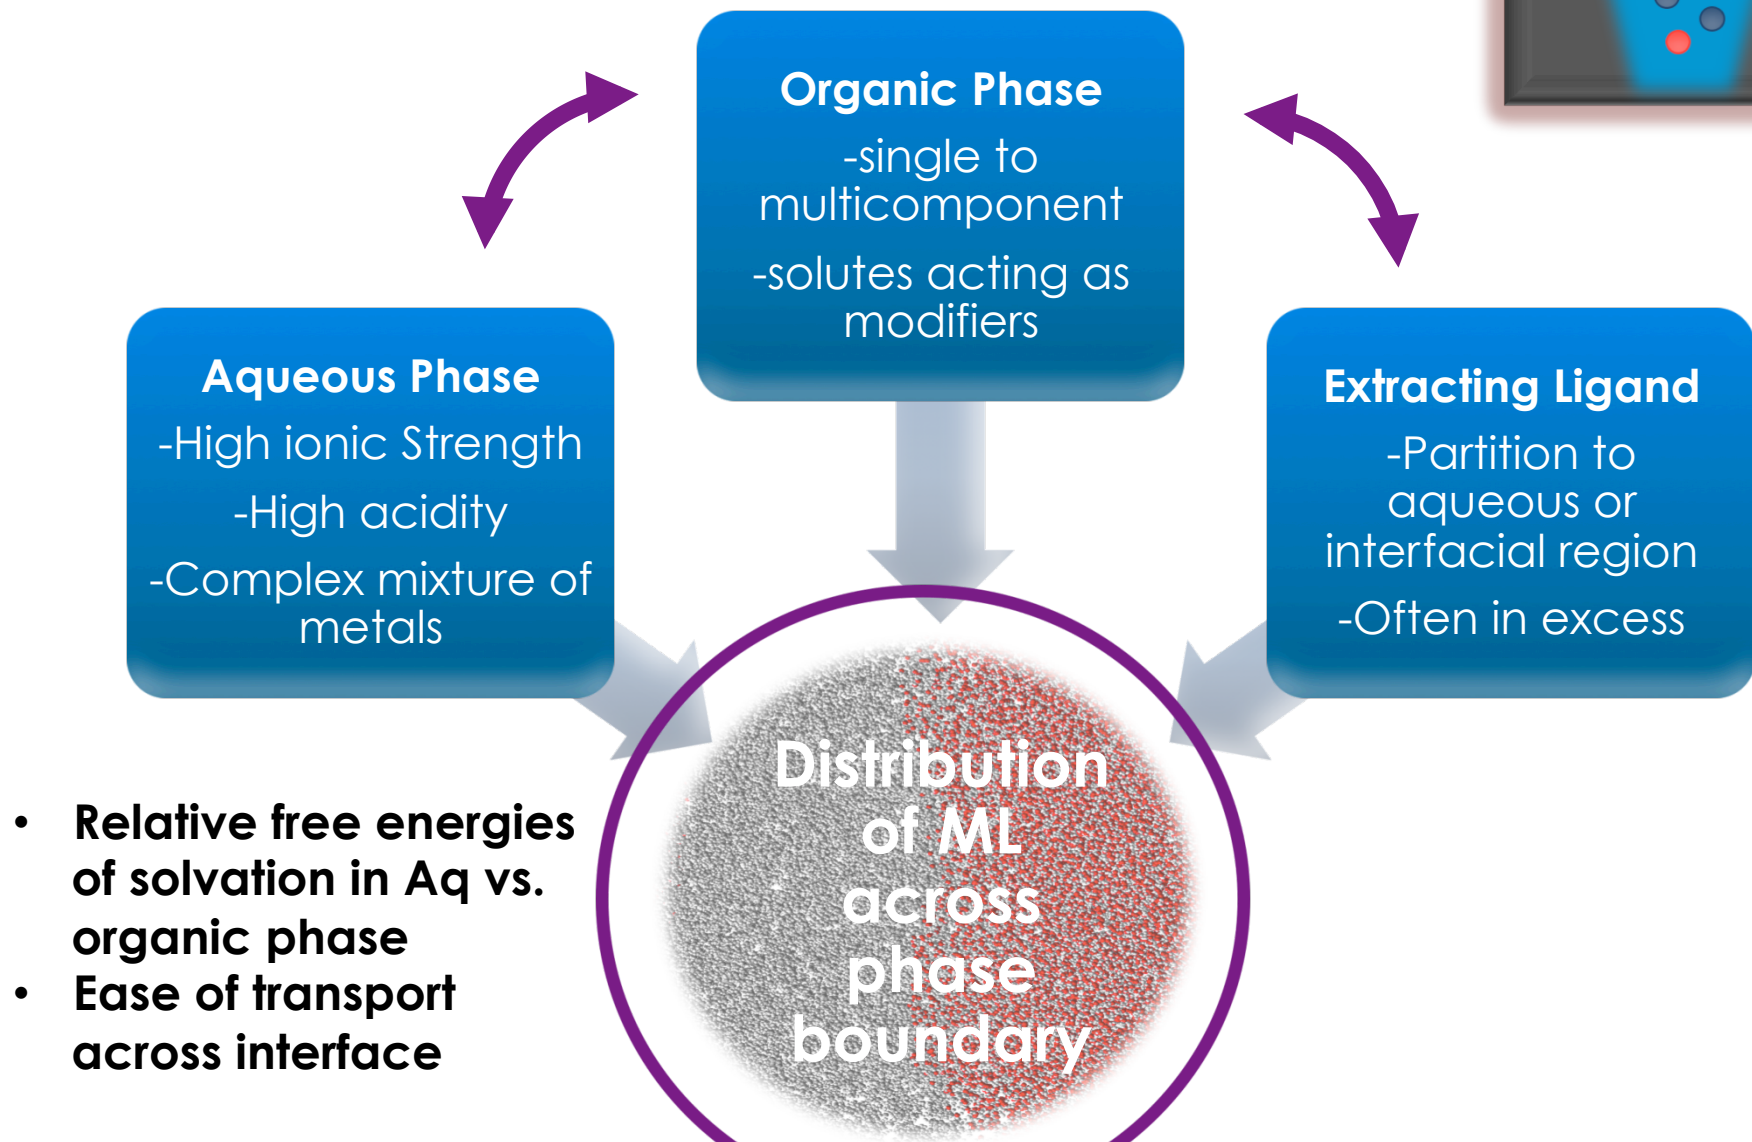 Organic Phase
-single to
multicomponent
-solutes acting as
modifiers
Aqueous Phase
-High ionic Strength
-High acidity
-Complex mixture of
metals
Extracting Ligand
-Partition to
aqueous or
interfacial region
-Often in excess
Distribution
of ML
across
phase
boundary
• Relative free energies
of solvation in Aq vs.
organic phase
• Ease of transport
across interface